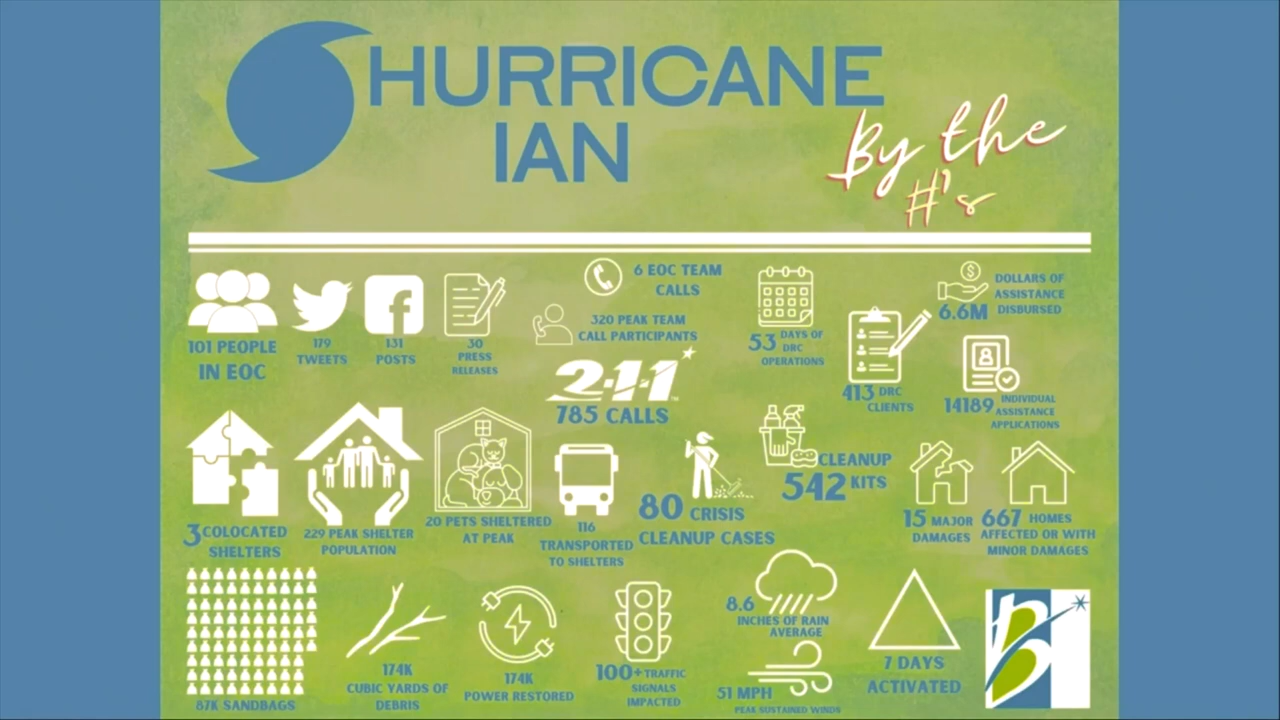 HURRICANE
IAN
By the
#'s
101 PEOPLE
IN EOC
179
TWEETS
131
POSTS
30
PRESS
RELEASES
6 EOC TEAM
CALLS
320 PEAK TEAM
CALL PARTICIPANTS
2-1-1
785 CALLS
53 DAYS OF
DRC
OPERATIONS
413 DRC
CLIENTS
6.6M DOLLARS OF
ASSISTANCE
DISBURSED
14189 INDIVIDUAL
ASSISTANCE
APPLICATIONS
3 COLOCATED
SHELTERS
229 PEAK SHELTER
POPULATION
20 PETS SHELTERED
AT PEAK
116
TRANSPORTED
TO SHELTERS
80 CRISIS
CLEANUP CASES
542 CLEANUP
KITS
15 MAJOR
DAMAGES
667 HOMES
AFFECTED OR WITH
MINOR DAMAGES
87K SANDBAGS
174K
CUBIC YARDS OF
DEBRIS
174K
POWER RESTORED
100+ TRAFFIC
SIGNALS
IMPACTED
8.6
INCHES OF RAIN
AVERAGE
51 MPH
PEAK SUSTAINED WINDS
7 DAYS
ACTIVATED